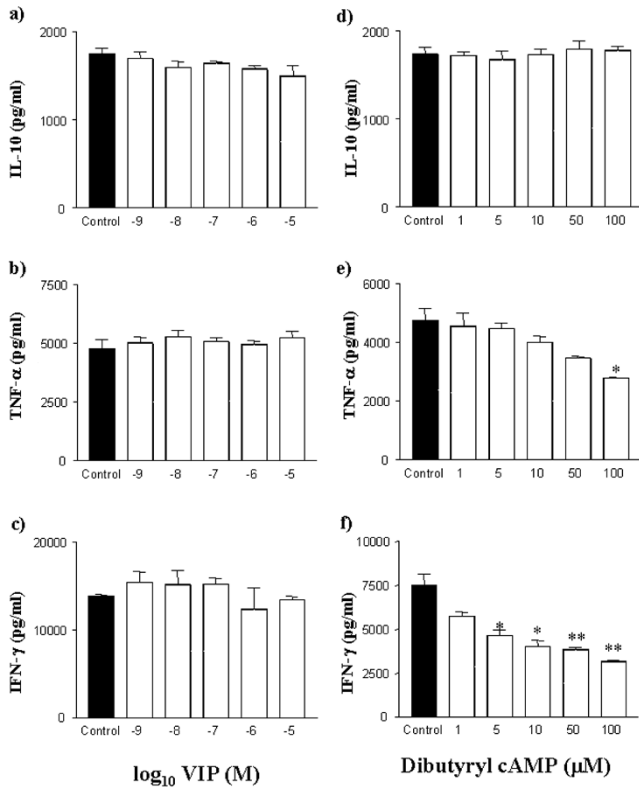 a)
IL-10 (pg/ml)
2000
1000
0
Control -9 -8 -7 -6 -5
b)
TNF-α (pg/ml)
7500
5000
2500
0
Control -9 -8 -7 -6 -5
c)
IFN-γ (pg/ml)
20000
10000
0
Control -9 -8 -7 -6 -5
log10 VIP (M)
d)
IL-10 (pg/ml)
2000
1000
0
Control 1 5 10 50 100
e)
TNF-α (pg/ml)
6000
4000
2000
0
*
Control 1 5 10 50 100
f)
IFN-γ (pg/ml)
7500
5000
2500
0
* * ** **
Control 1 5 10 50 100
Dibutyryl cAMP (μM)